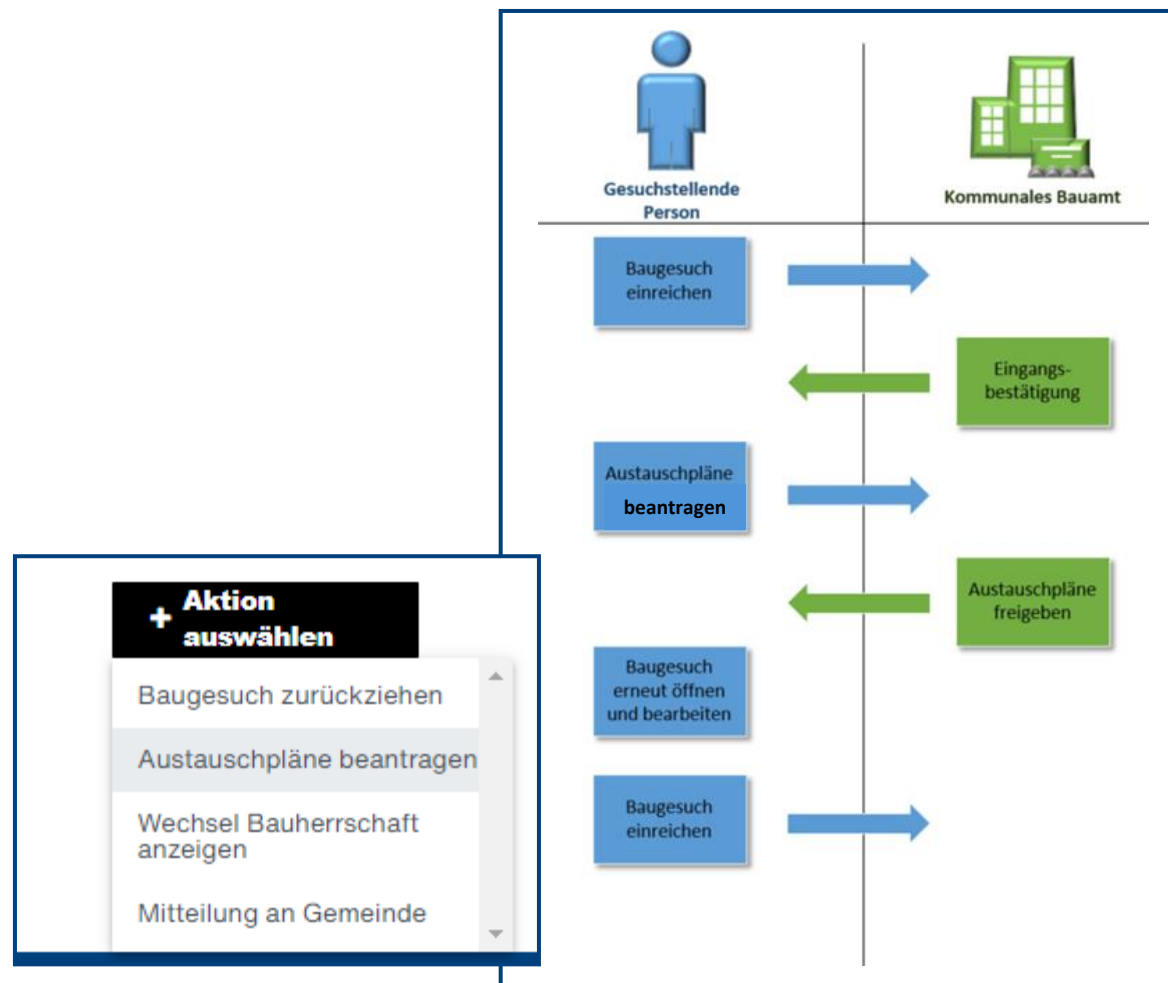 Gesuchstellende
Person
Kommunales Bauamt
Baugesuch
einreichen
Eingangs-
bestätigung
Austauschpläne
beantragen
Austauschpläne
freigeben
Baugesuch
erneut öffnen
und bearbeiten
Baugesuch
einreichen
+ Aktion
auswählen
Baugesuch zurückziehen
Austauschpläne beantragen
Wechsel Bauherrschaft
anzeigen
Mitteilung an Gemeinde